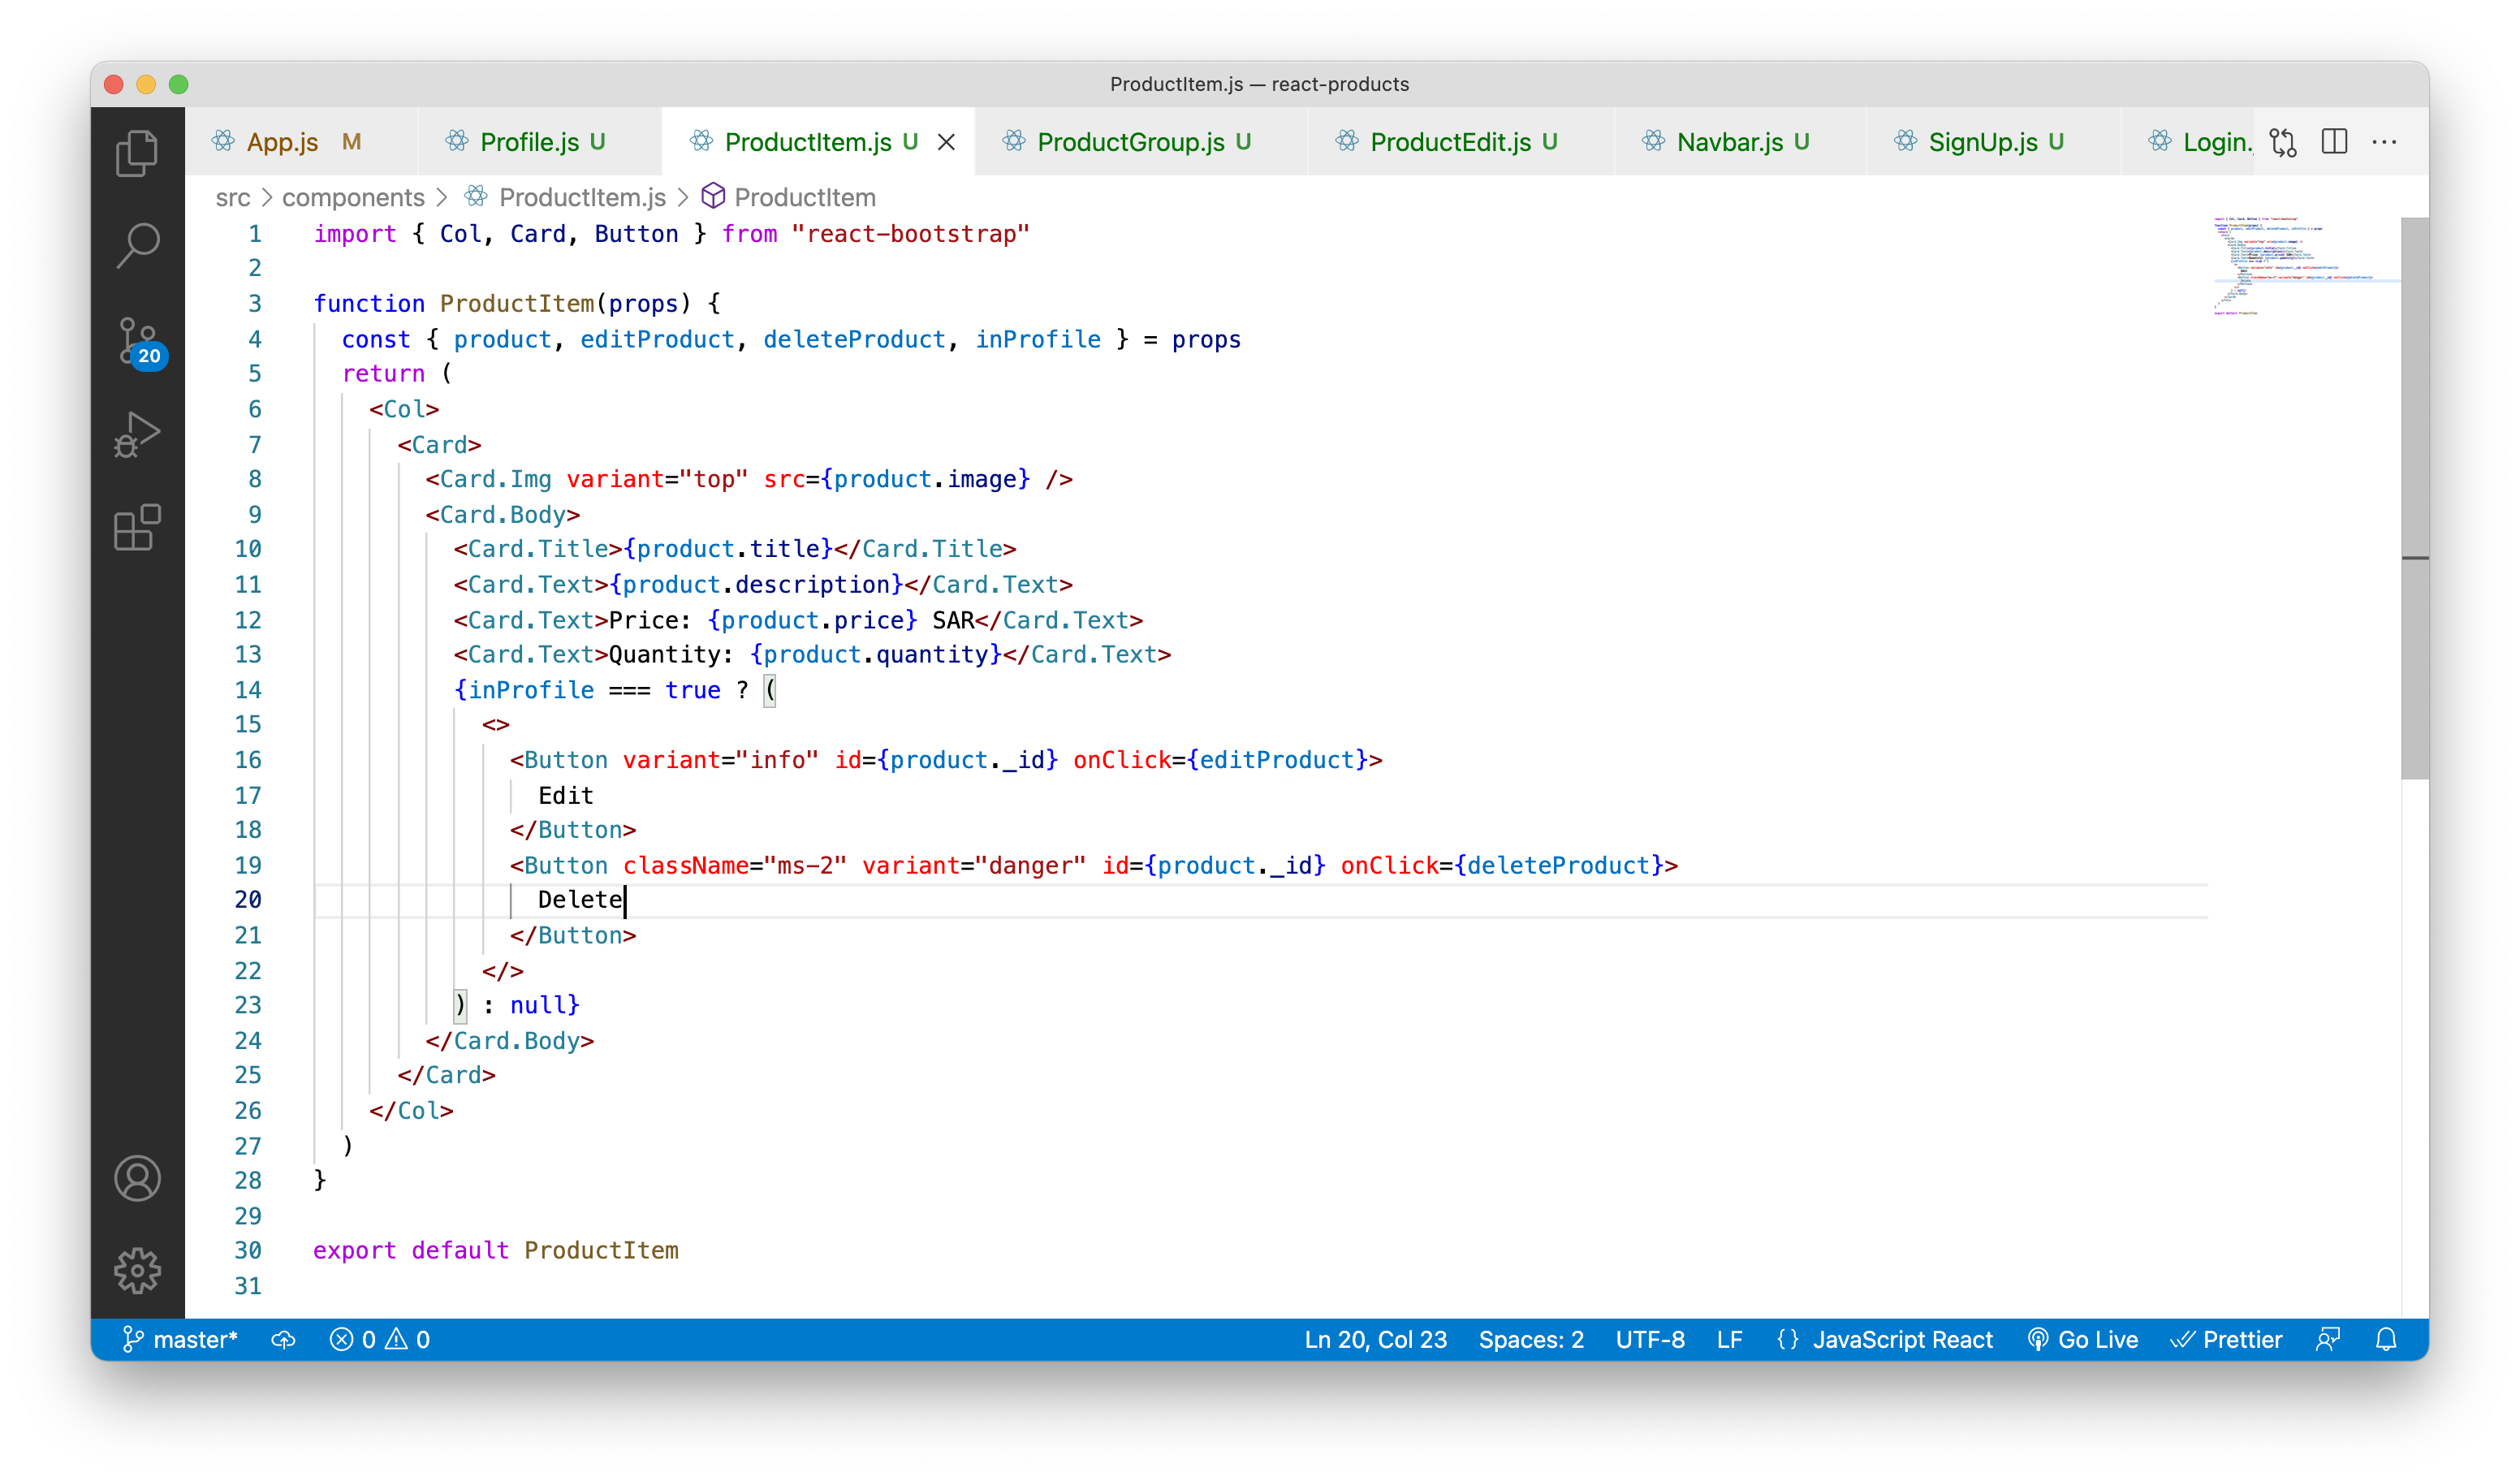 ProductItem.js — react-products
App.js M Profile.js U ProductItem.js U ProductGroup.js U ProductEdit.js U Navbar.js U SignUp.js U Login.
src > components > ProductItem.js > ProductItem
1 import { Col, Card, Button } from "react-bootstrap"
2
3 function ProductItem(props) {
4 const { product, editProduct, deleteProduct, inProfile } = props
5 return (
6 <Col>
7 <Card>
8 <Card.Img variant="top" src={product.image} />
9 <Card.Body>
10 <Card.Title>{product.title}</Card.Title>
11 <Card.Text>{product.description}</Card.Text>
12 <Card.Text>Price: {product.price} SAR</Card.Text>
13 <Card.Text>Quantity: {product.quantity}</Card.Text>
14 {inProfile === true ? (
15 <>
16 <Button variant="info" id={product._id} onClick={editProduct}>
17 Edit
18 </Button>
19 <Button className="ms-2" variant="danger" id={product._id} onClick={deleteProduct}>
20 Delete
21 </Button>
22 </>
23 ) : null}
24 </Card.Body>
25 </Card>
26 </Col>
27 )
28 }
29
30 export default ProductItem
31
20
master* 0 0 Ln 20, Col 23 Spaces: 2 UTF-8 LF {} JavaScript React Go Live Prettier